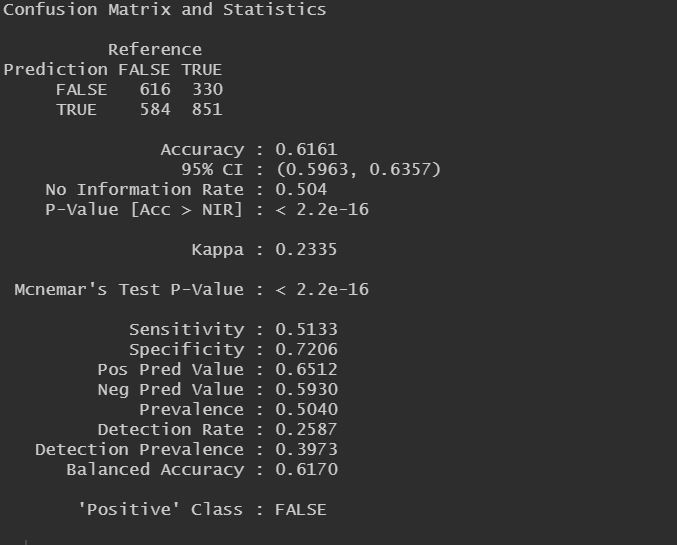 Confusion Matrix and Statistics
Reference
Prediction FALSE TRUE
FALSE 616 330
TRUE 584 851
Accuracy : 0.6161
95% CI : (0.5963, 0.6357)
No Information Rate : 0.504
P-Value [Acc > NIR] : < 2.2e-16
Kappa : 0.2335
Mcnemar's Test P-Value : < 2.2e-16
Sensitivity : 0.5133
Specificity : 0.7206
Pos Pred Value : 0.6512
Neg Pred Value : 0.5930
Prevalence : 0.5040
Detection Rate : 0.2587
Detection Prevalence : 0.3973
Balanced Accuracy : 0.6170
'Positive' Class : FALSE